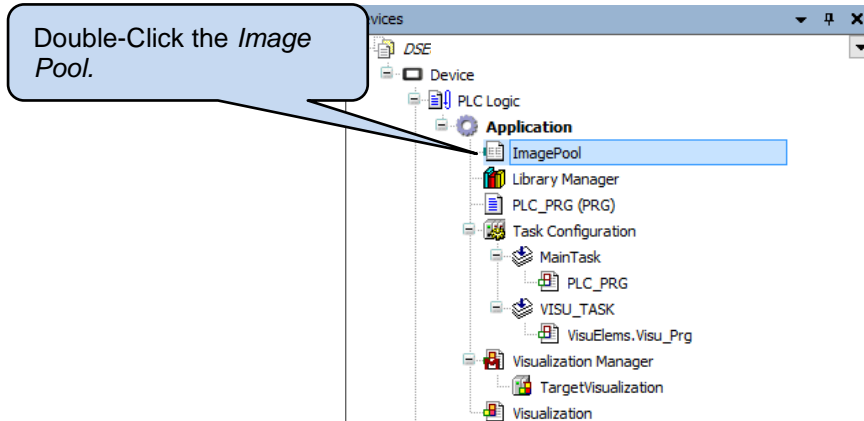 Double-Click the Image
Pool.
vices
DSE
Device
PLC Logic
Application
ImagePool
Library Manager
PLC_PRG (PRG)
Task Configuration
MainTask
PLC_PRG
VISU_TASK
VisuElems.Visu_Prg
Visualization Manager
TargetVisualization
Visualization